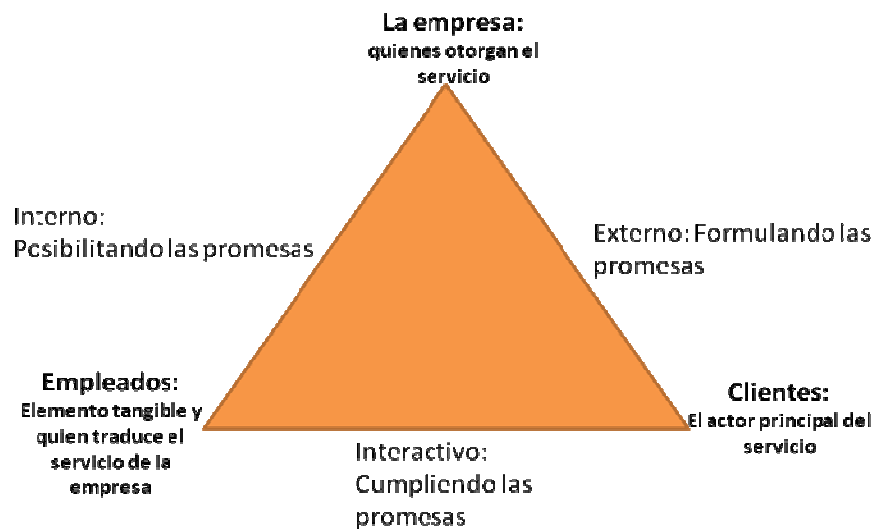 La empresa:
quienes otorgan el
servicio
Interno:
Posibilitando las promesas
Externo: Formulando las
promesas
Empleados:
Elemento tangible y
quien traduce el
servicio de la
empresa
Clientes:
El actor principal del
servicio
Interactivo:
Cumpliendo las
promesas